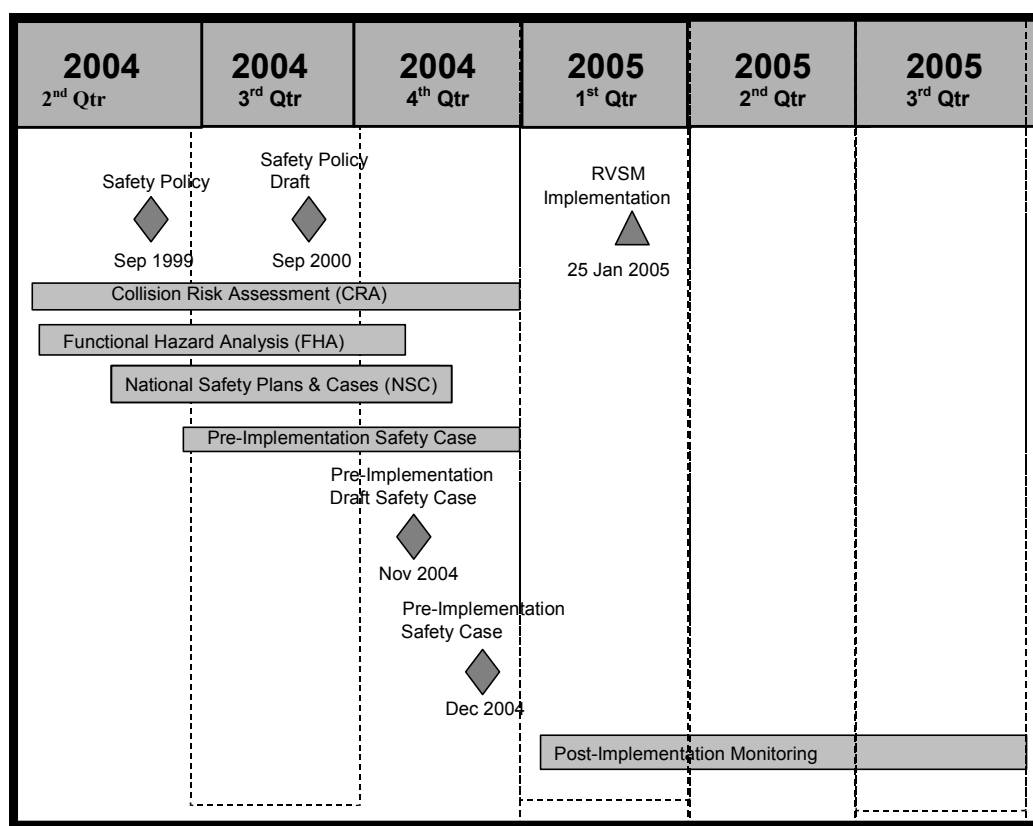 2004
2nd Qtr
2004
3rd Qtr
2004
4th Qtr
2005
1st Qtr
2005
2nd Qtr
2005
3rd Qtr
Safety Policy
Sep 1999
Safety Policy
Draft
Sep 2000
RVSM
Implementation
25 Jan 2005
Collision Risk Assessment (CRA)
Functional Hazard Analysis (FHA)
National Safety Plans & Cases (NSC)
Pre-Implementation Safety Case
Pre-Implementation
Draft Safety Case
Nov 2004
Pre-Implementation
Safety Case
Dec 2004
Post-Implementation Monitoring